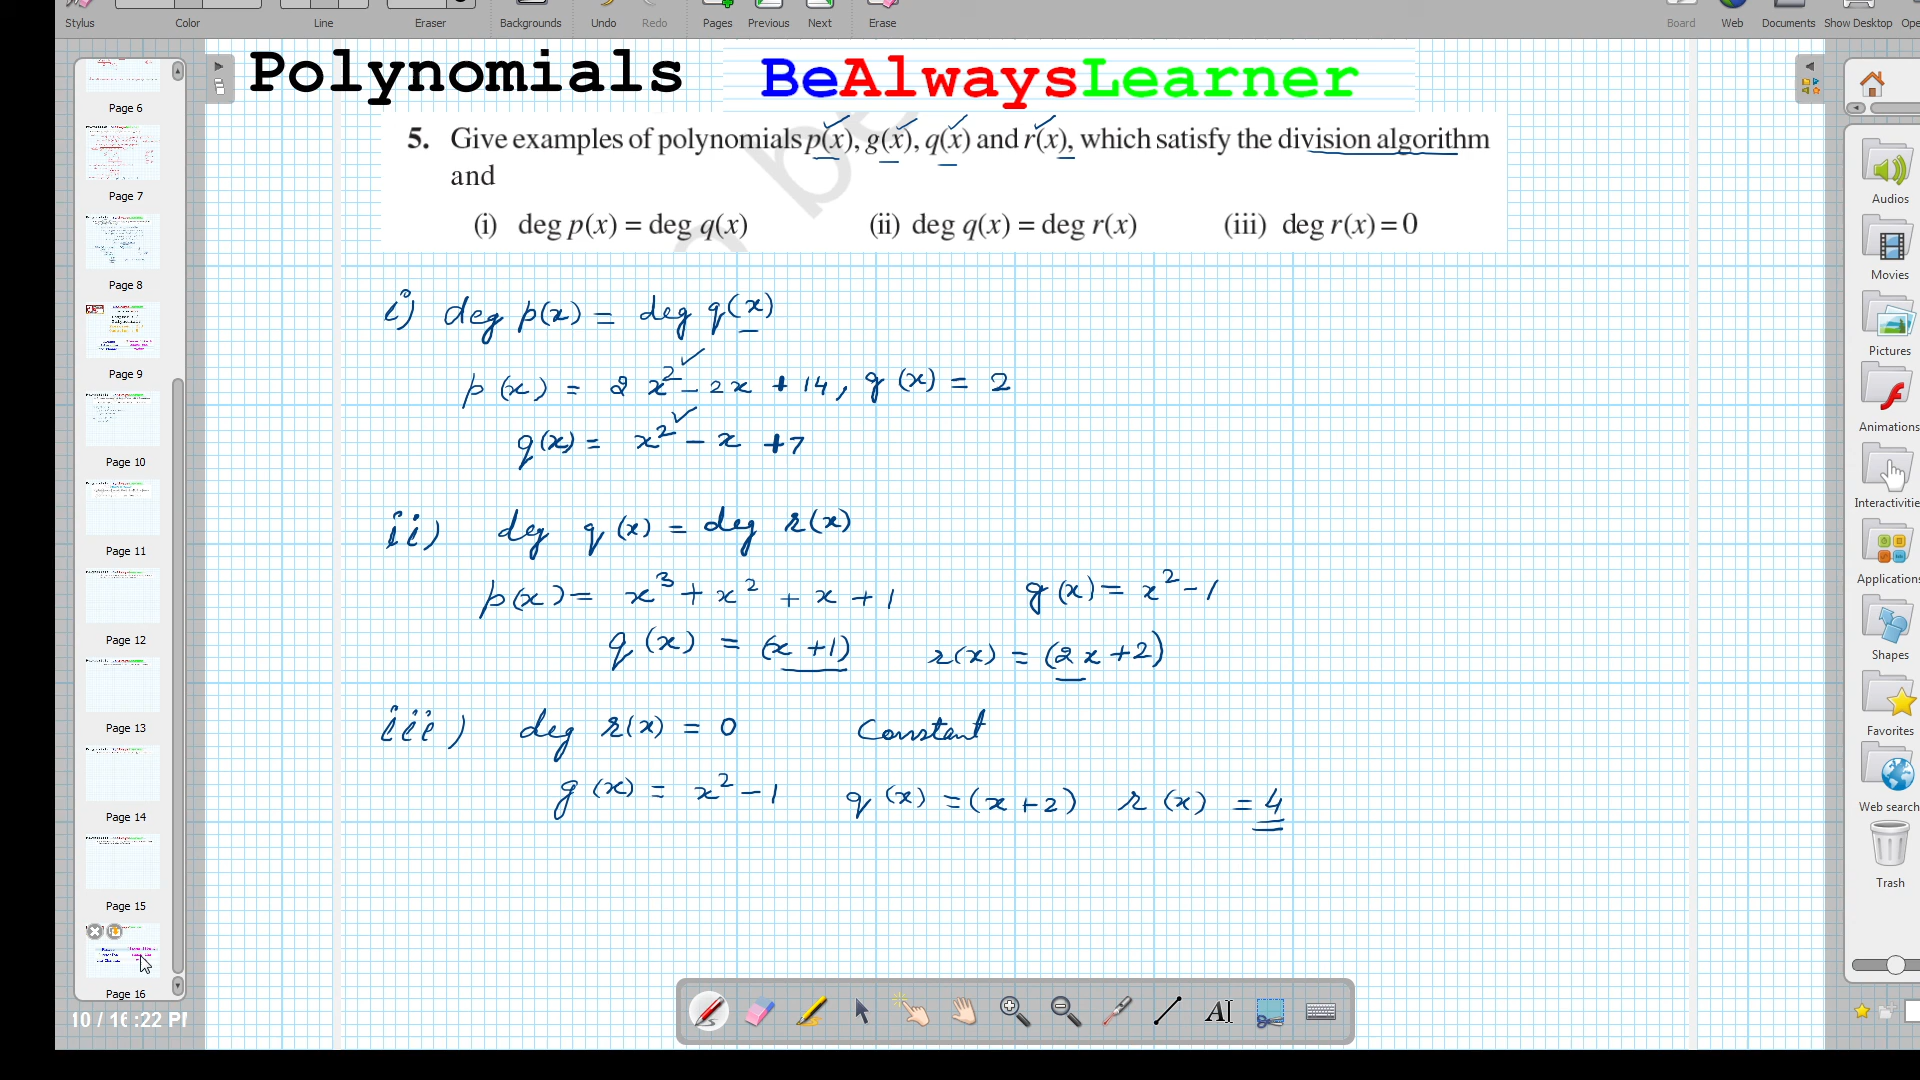 Stylus Color Line Eraser Backgrounds Undo Redo Pages Previous Next Erase Board Web Documents Show Desktop
Polynomials BeAlwaysLearner
5. Give examples of polynomials p(x), g(x), q(x) and r(x), which satisfy the division algorithm
and
(i) deg p(x) = deg q(x) (ii) deg q(x) = deg r(x) (iii) deg r(x) = 0
i) deg p(x) = deg q(x)
p(x) = 2x² - 2x + 14, g(x) = 2
q(x) = x² - x + 7
ii) deg q(x) = deg r(x)
p(x) = x³ + x² + x + 1 g(x) = x² - 1
q(x) = (x + 1) r(x) = (2x + 2)
iii) deg r(x) = 0 Constant
g(x) = x² - 1 q(x) = (x + 2) r(x) = 4
Page 6
Page 7
Page 8
Page 9
Page 10
Page 11
Page 12
Page 13
Page 14
Page 15
Page 16
Audios
Movies
Pictures
Animations
Interactivitie
Applications
Shapes
Favorites
Web search
Trash